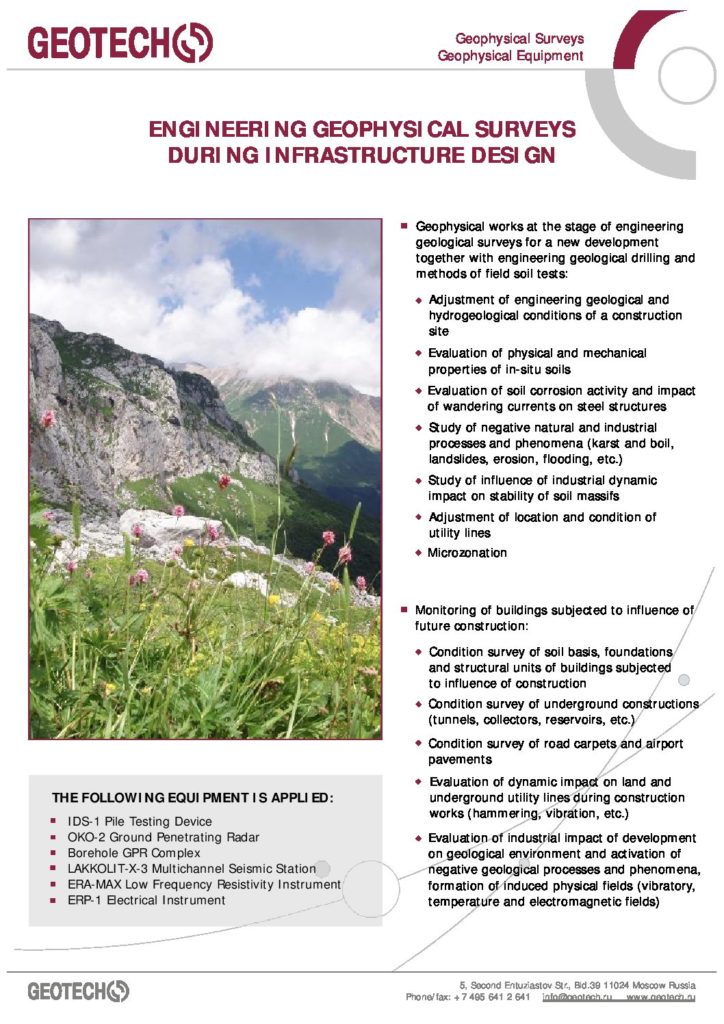 GEOTECH
Geophysical Surveys
Geophysical Equipment
ENGINEERING GEOPHYSICAL SURVEYS
DURING INFRASTRUCTURE DESIGN
Geophysical works at the stage of engineering
geological surveys for a new development
together with engineering geological drilling and
methods of field soil tests:
Adjustment of engineering geological and
hydrogeological conditions of a construction
site
Evaluation of physical and mechanical
properties of in-situ soils
Evaluation of soil corrosion activity and impact
of wandering currents on steel structures
Study of negative natural and industrial
processes and phenomena (karst and boil,
landslides, erosion, flooding, etc.)
Study of influence of industrial dynamic
impact on stability of soil massifs
Adjustment of location and condition of
utility lines
Microzonation
Monitoring of buildings subjected to influence of
future construction:
Condition survey of soil basis, foundations
and structural units of buildings subjected
to influence of construction
Condition survey of underground constructions
(tunnels, collectors, reservoirs, etc.)
Condition survey of road carpets and airport
pavements
Evaluation of dynamic impact on land and
underground utility lines during construction
works (hammering, vibration, etc.)
Evaluation of industrial impact of development
on geological environment and activation of
negative geological processes and phenomena,
formation of induced physical fields (vibratory,
temperature and electromagnetic fields)
THE FOLLOWING EQUIPMENT IS APPLIED:
IDS-1 Pile Testing Device
OKO-2 Ground Penetrating Radar
Borehole GPR Complex
LAKKOLIT-X-3 Multichannel Seismic Station
ERA-MAX Low Frequency Resistivity Instrument
ERP-1 Electrical Instrument
GEOTECH
5, Second Entuziastov Str., Bld.39 11024 Moscow Russia
Phone/fax: + 7 495 641 2 641 info@geotech.ru www.geotech.ru